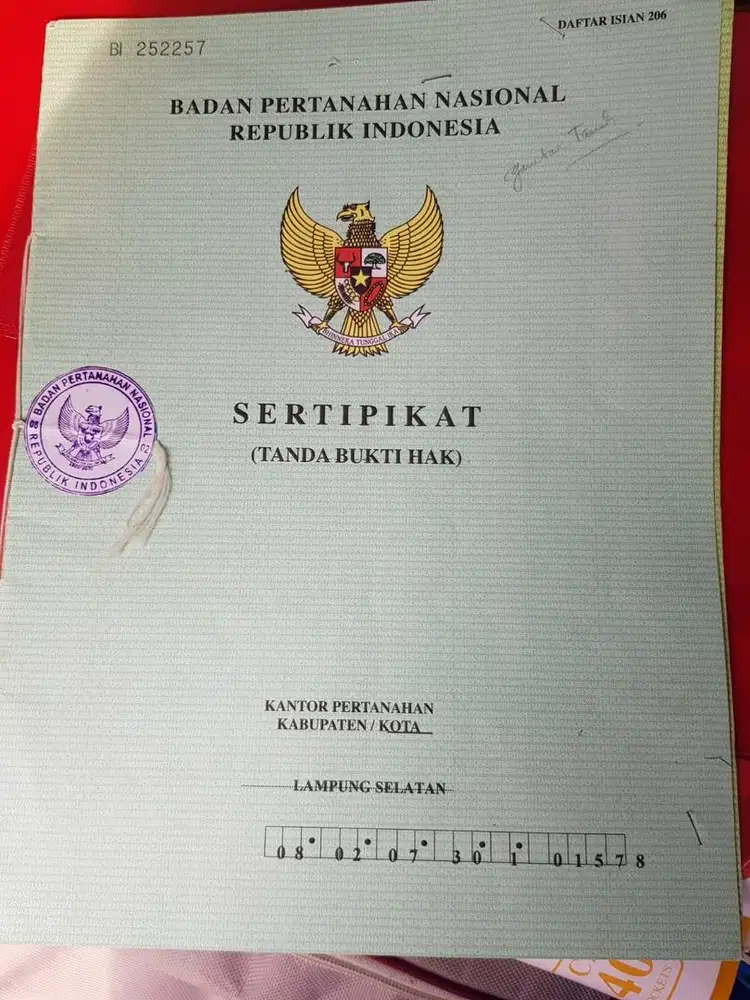 DAFTAR ISIAN 206
BI 252257
BADAN PERTANAHAN NASIONAL
REPUBLIK INDONESIA
BHINNEKA TUNGGAL IKA
BADAN PERTANAHAN NASIONAL
REPUBLIK INDONESIA
SERTIPIKAT
(TANDA BUKTI HAK)
KANTOR PERTANAHAN
KABUPATEN / KOTA
LAMPUNG SELATAN
08 • 02 • 07 • 30 • 1 • 01578
40